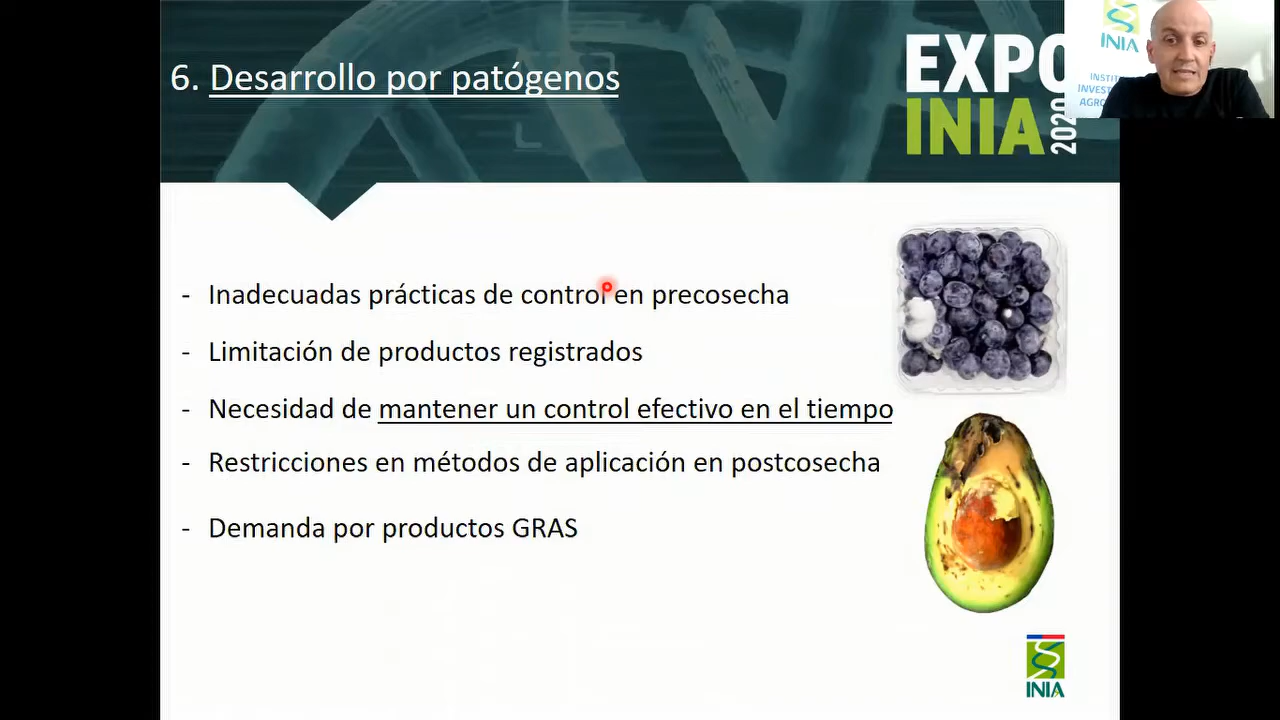 6. Desarrollo por patógenos
EXPO
INIA
2020
INIA
- Inadecuadas prácticas de control en precosecha
- Limitación de productos registrados
- Necesidad de mantener un control efectivo en el tiempo
- Restricciones en métodos de aplicación en postcosecha
- Demanda por productos GRAS
INIA